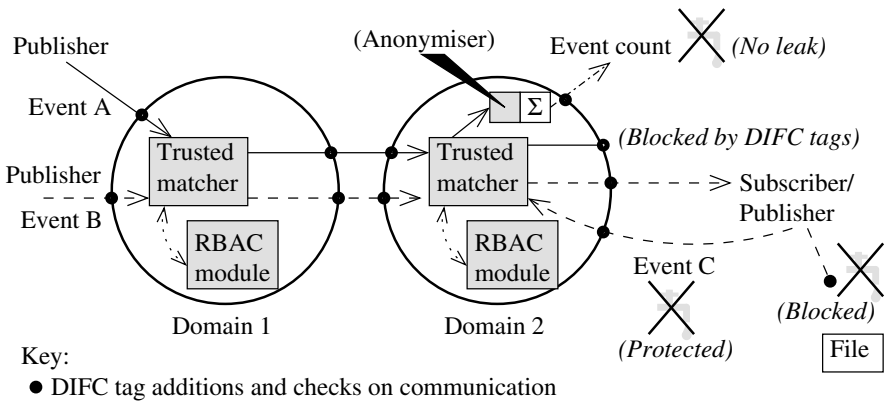 Publisher
(Anonymiser)
Event count
(No leak)
Event A
Σ
(Blocked by DIFC tags)
Trusted
matcher
Trusted
matcher
Publisher
Event B
Subscriber/
Publisher
RBAC
module
RBAC
module
Event C
Domain 1
Domain 2
(Protected)
(Blocked)
File
Key:
● DIFC tag additions and checks on communication